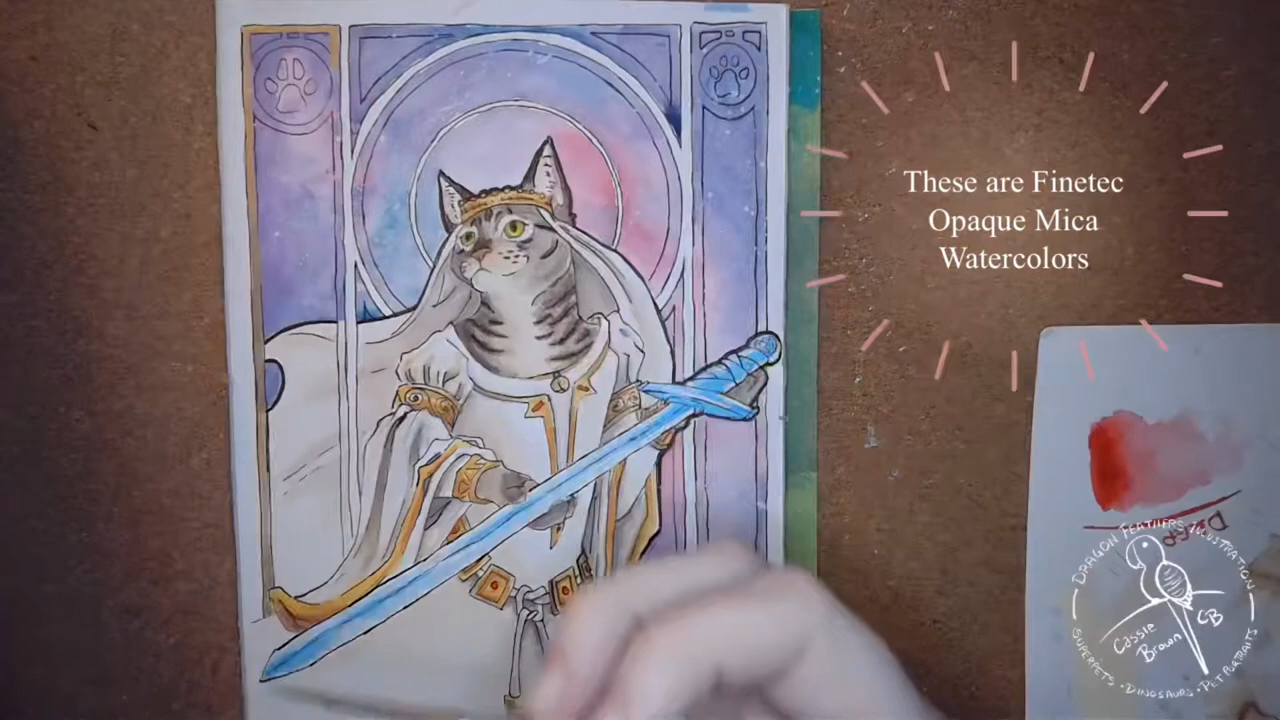 These are Finetec
Opaque Mica
Watercolors
DRAGON FEATHERS ILLUSTRATION
Cassie
Brown
CB
SUPERPETS • DINOSAURS • PET PORTRAITS